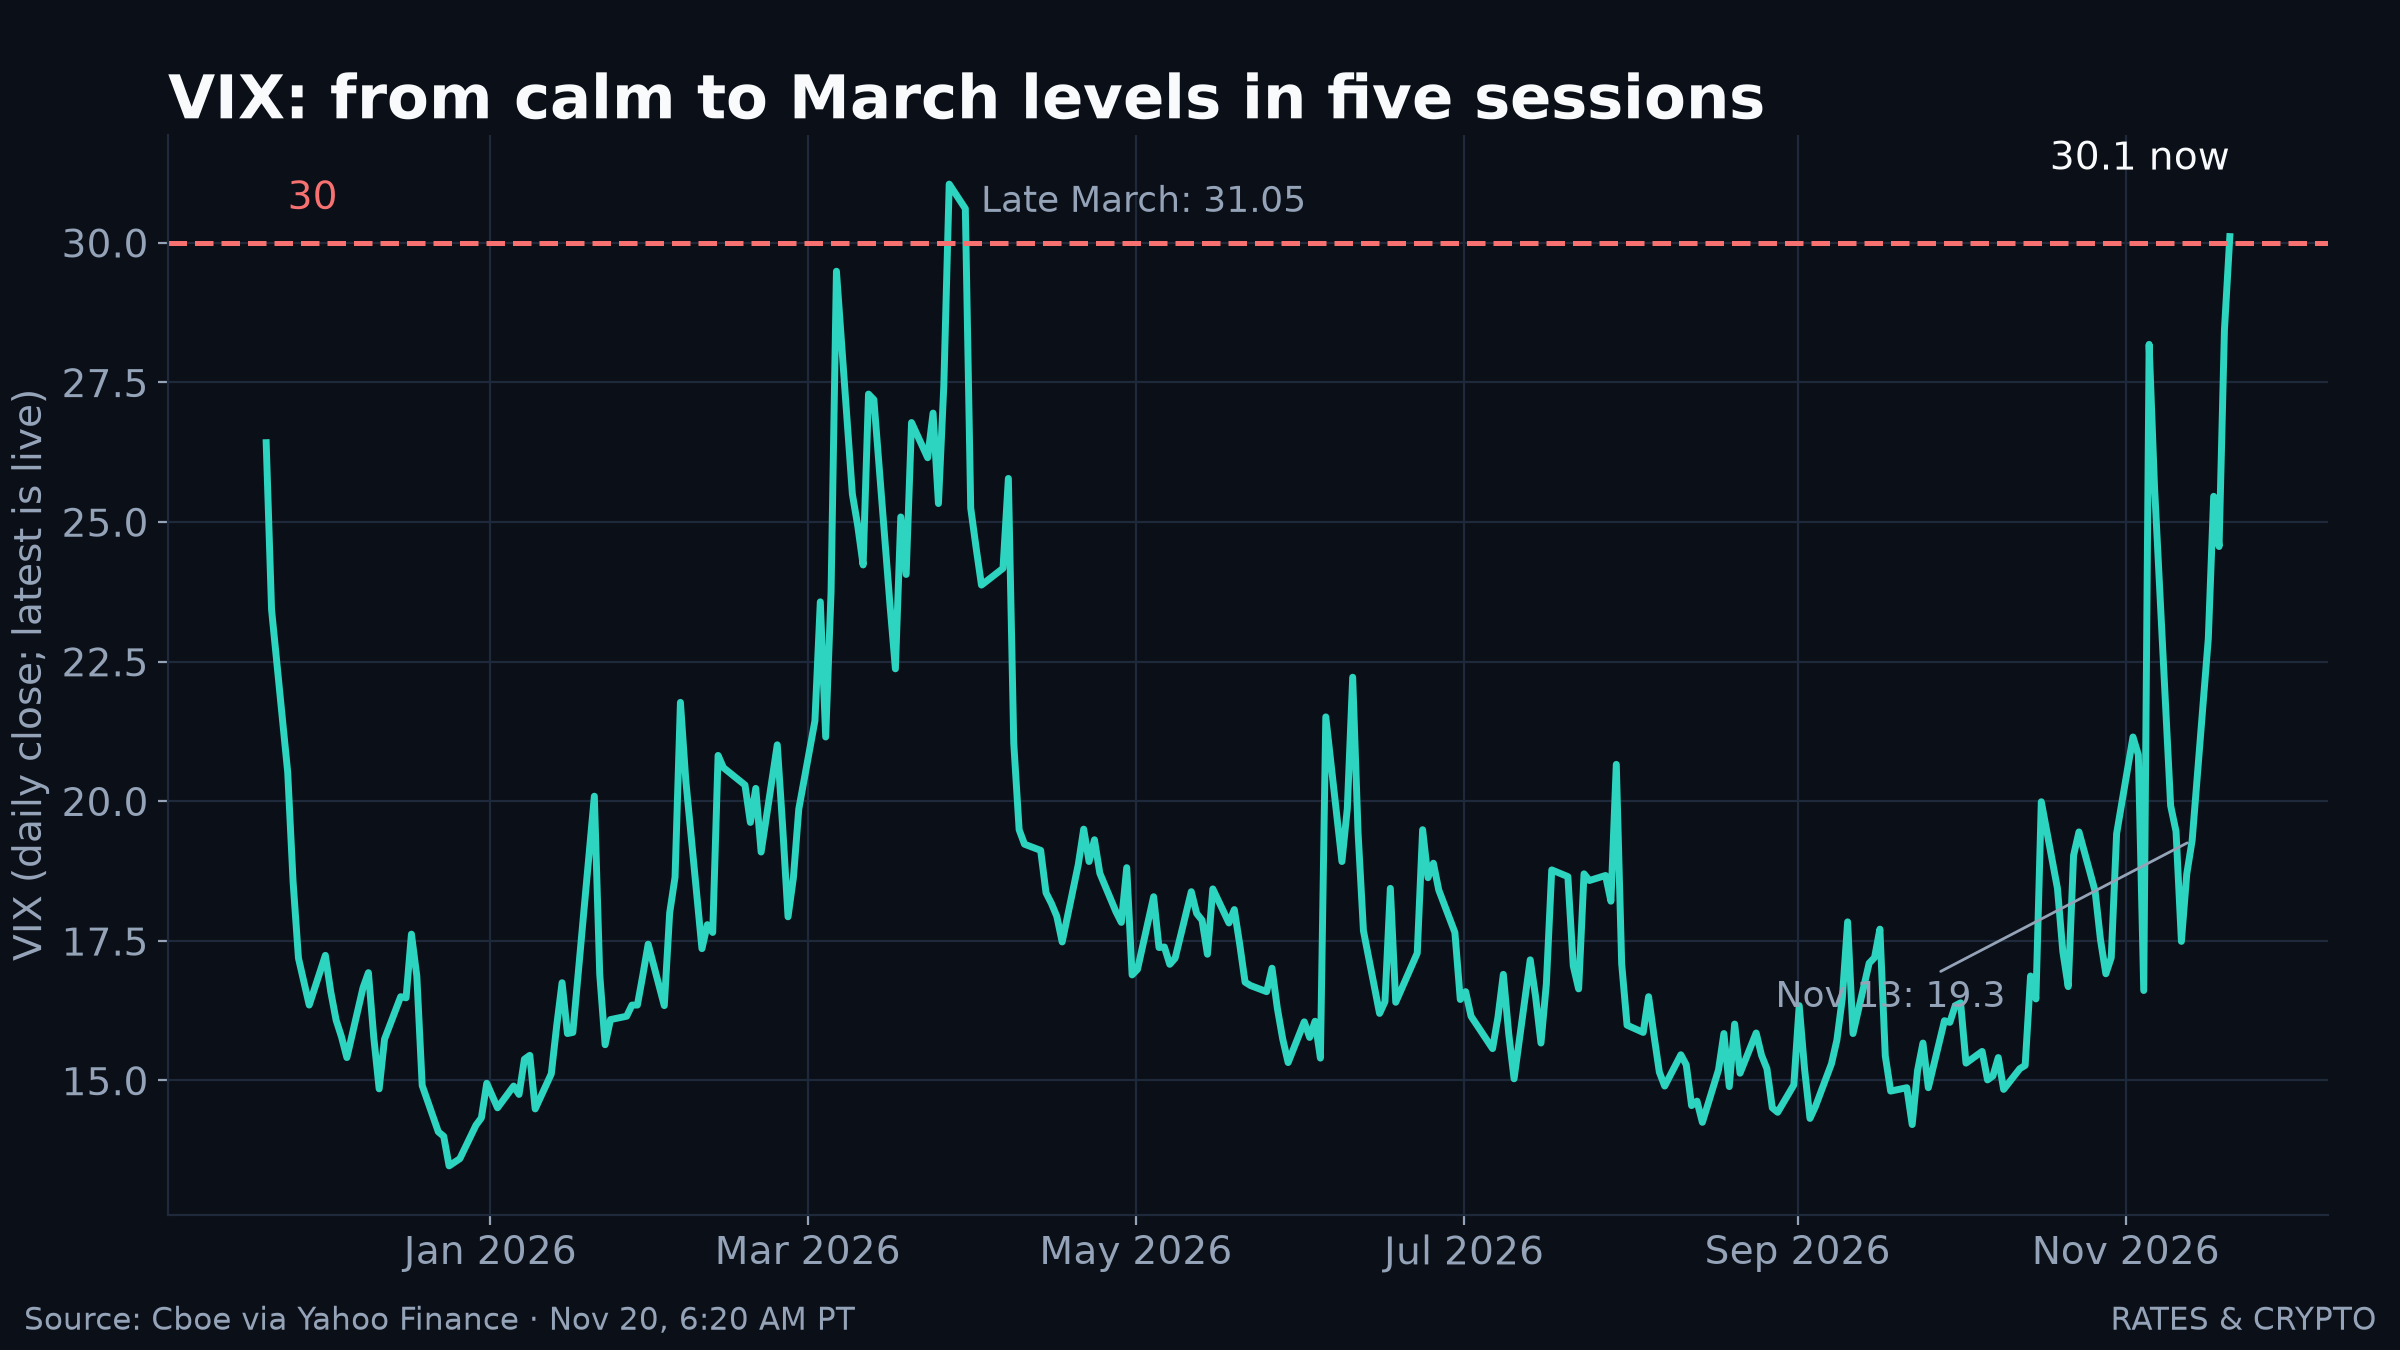 VIX: from calm to March levels in five sessions
30.1 now
30
Late March: 31.05
30.0
27.5
25.0
22.5
20.0
17.5
15.0
VIX (daily close; latest is live)
Nov 13: 19.3
Jan 2026
Mar 2026
May 2026
Jul 2026
Sep 2026
Nov 2026
Source: Cboe via Yahoo Finance · Nov 20, 6:20 AM PT
RATES & CRYPTO